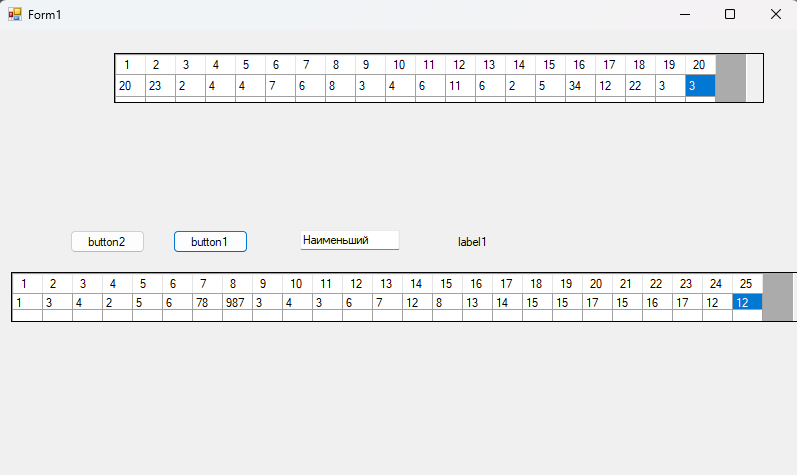 Form1
1 2 3 4 5 6 7 8 9 10 11 12 13 14 15 16 17 18 19 20
20 23 2 4 4 7 6 8 3 4 6 11 6 2 5 34 12 22 3 3
button2 button1 Наименьший label1
1 2 3 4 5 6 7 8 9 10 11 12 13 14 15 16 17 18 19 20 21 22 23 24 25
1 3 4 2 5 6 78 987 3 4 3 6 7 12 8 13 14 15 15 17 15 16 17 12 12